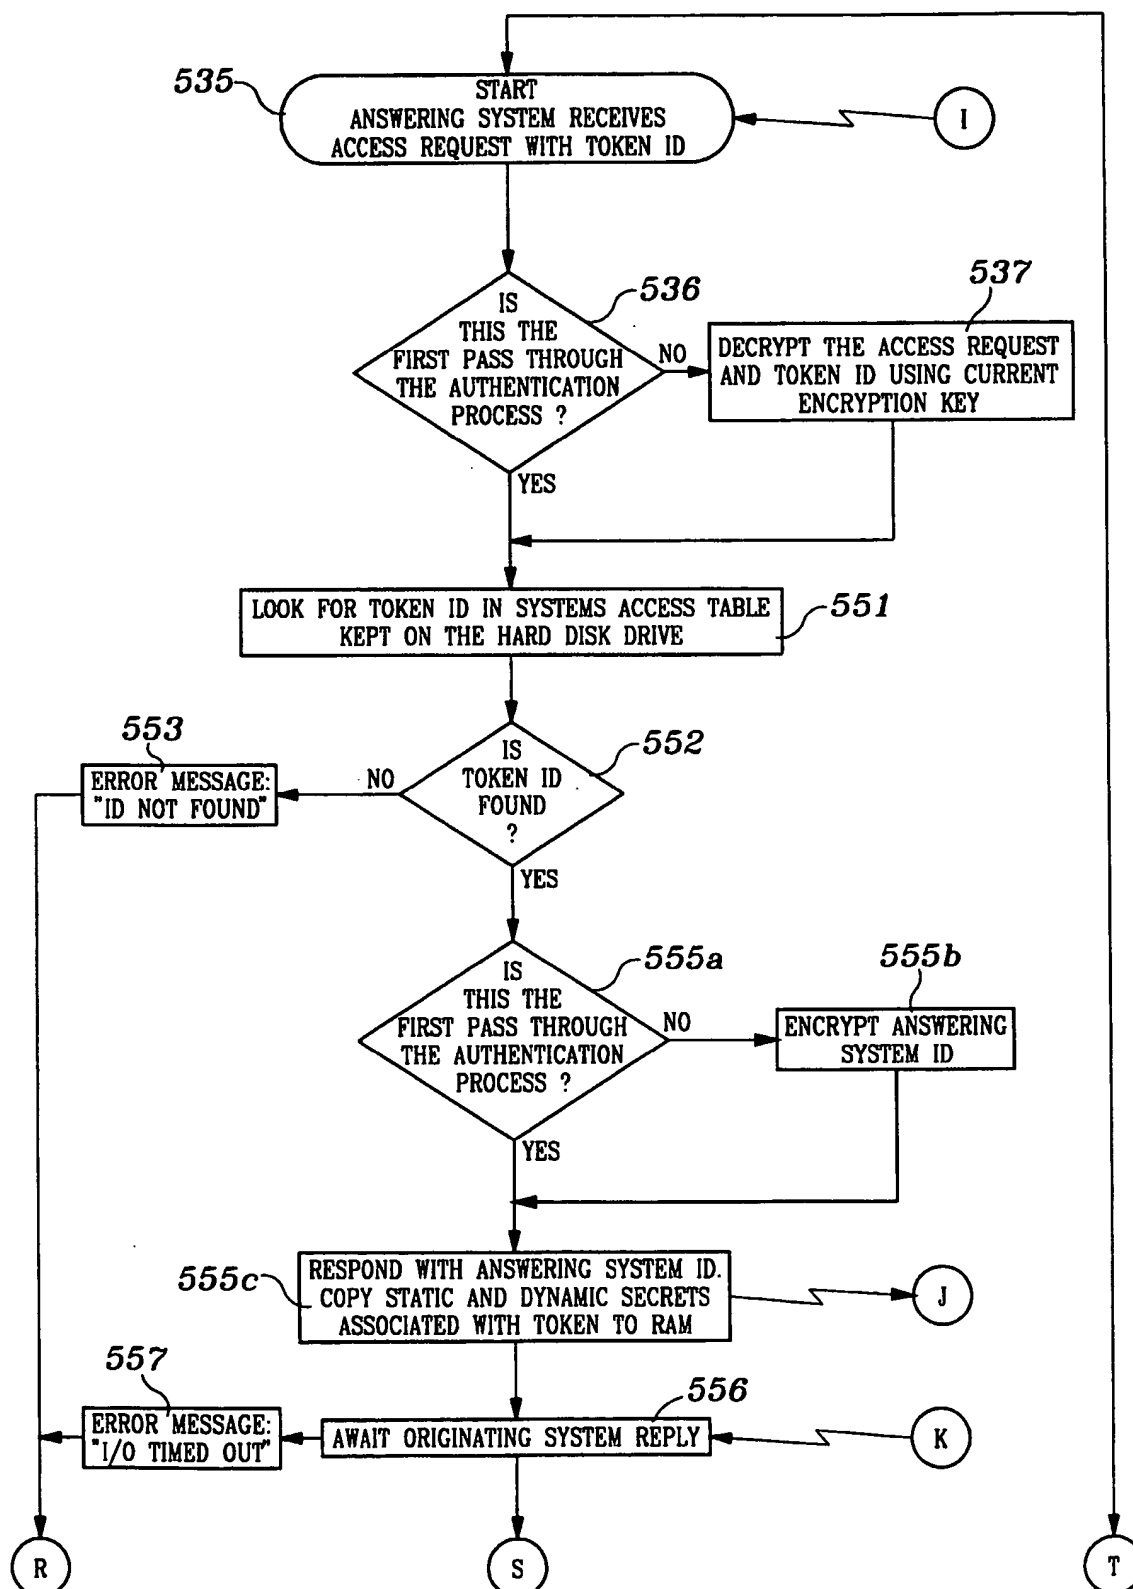 535
START
ANSWERING SYSTEM RECEIVES
ACCESS REQUEST WITH TOKEN ID
I
536
IS
THIS THE
FIRST PASS THROUGH
THE AUTHENTICATION
PROCESS ?
NO
537
DECRYPT THE ACCESS REQUEST
AND TOKEN ID USING CURRENT
ENCRYPTION KEY
YES
LOOK FOR TOKEN ID IN SYSTEMS ACCESS TABLE
KEPT ON THE HARD DISK DRIVE
551
553
ERROR MESSAGE:
"ID NOT FOUND"
NO
IS
TOKEN ID
FOUND
?
552
YES
IS
THIS THE
FIRST PASS THROUGH
THE AUTHENTICATION
PROCESS ?
555a
NO
555b
ENCRYPT ANSWERING
SYSTEM ID
YES
555c
RESPOND WITH ANSWERING SYSTEM ID.
COPY STATIC AND DYNAMIC SECRETS
ASSOCIATED WITH TOKEN TO RAM
J
557
ERROR MESSAGE:
"I/O TIMED OUT"
556
AWAIT ORIGINATING SYSTEM REPLY
K
R
S
T